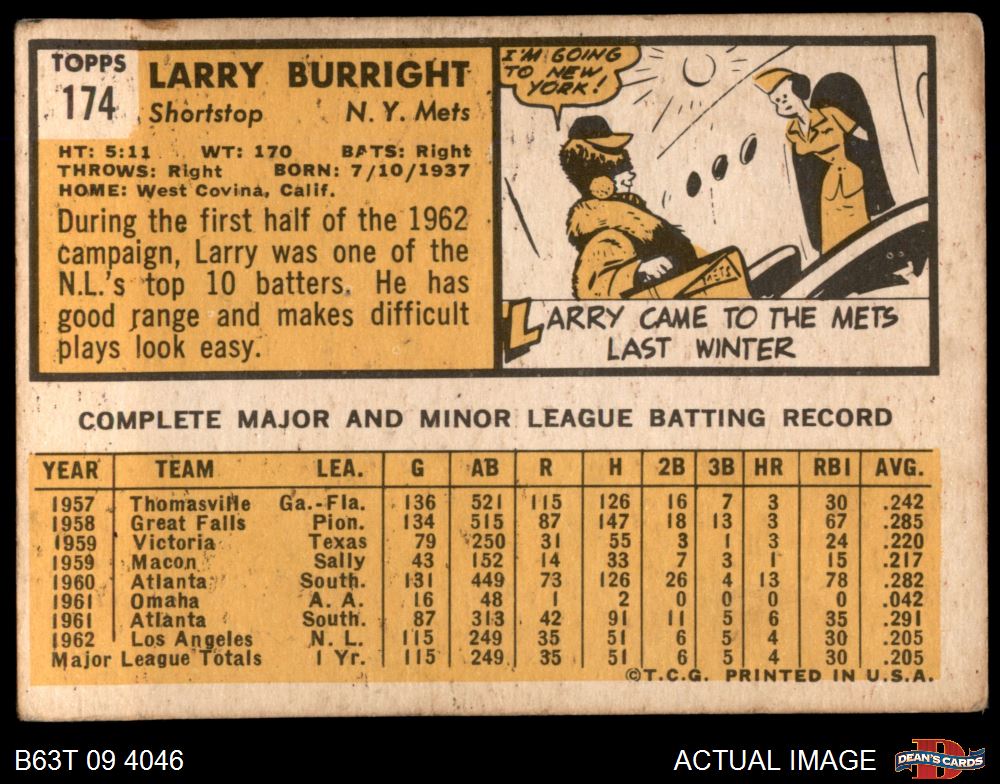 TOPPS
174
LARRY BURRIGHT
Shortstop N. Y. Mets
HT: 5:11 WT: 170 BATS: Right
THROWS: Right BORN: 7/10/1937
HOME: West Covina, Calif.
During the first half of the 1962
campaign, Larry was one of the
N.L.'s top 10 batters. He has
good range and makes difficult
plays look easy.
I'M GOING
TO NEW
YORK!
METS
LARRY CAME TO THE METS
LAST WINTER
COMPLETE MAJOR AND MINOR LEAGUE BATTING RECORD
YEAR TEAM LEA. G AB R H 2B 3B HR RBI AVG.
1957 Thomasville Ga.-Fla. 136 521 115 126 16 7 3 30 .242
1958 Great Falls Pion. 134 515 87 147 18 13 3 67 .285
1959 Victoria Texas 79 250 31 55 3 1 3 24 .220
1959 Macon Sally 43 152 14 33 7 3 1 15 .217
1960 Atlanta South. 131 449 73 126 26 4 13 78 .282
1961 Omaha A. A. 16 48 1 2 0 0 0 0 .042
1961 Atlanta South. 87 313 42 91 11 5 6 35 .291
1962 Los Angeles N. L. 115 249 35 51 6 5 4 30 .205
Major League Totals 1 Yr. 115 249 35 51 6 5 4 30 .205
©T.C.G. PRINTED IN U.S.A.
B63T 09 4046 ACTUAL IMAGE
D
DEAN'S CARDS